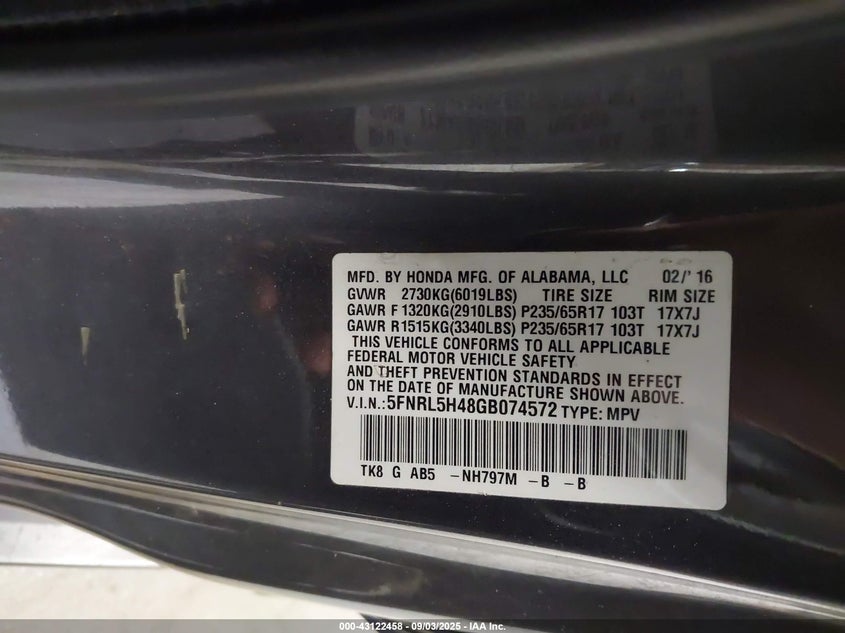 MFD. BY HONDA MFG. OF ALABAMA, LLC 02/' 16
GVWR 2730KG(6019LBS) TIRE SIZE RIM SIZE
GAWR F 1320KG(2910LBS) P235/65R17 103T 17X7J
GAWR R1515KG(3340LBS) P235/65R17 103T 17X7J
THIS VEHICLE CONFORMS TO ALL APPLICABLE
FEDERAL MOTOR VEHICLE SAFETY
AND THEFT PREVENTION STANDARDS IN EFFECT
ON THE DATE OF MANUFACTURE SHOWN ABOVE.
V.I.N.:5FNRL5H48GB074572 TYPE: MPV
TK8 G AB5 -NH797M -B -B
000-43122458 - 09/03/2025 - IAA Inc.